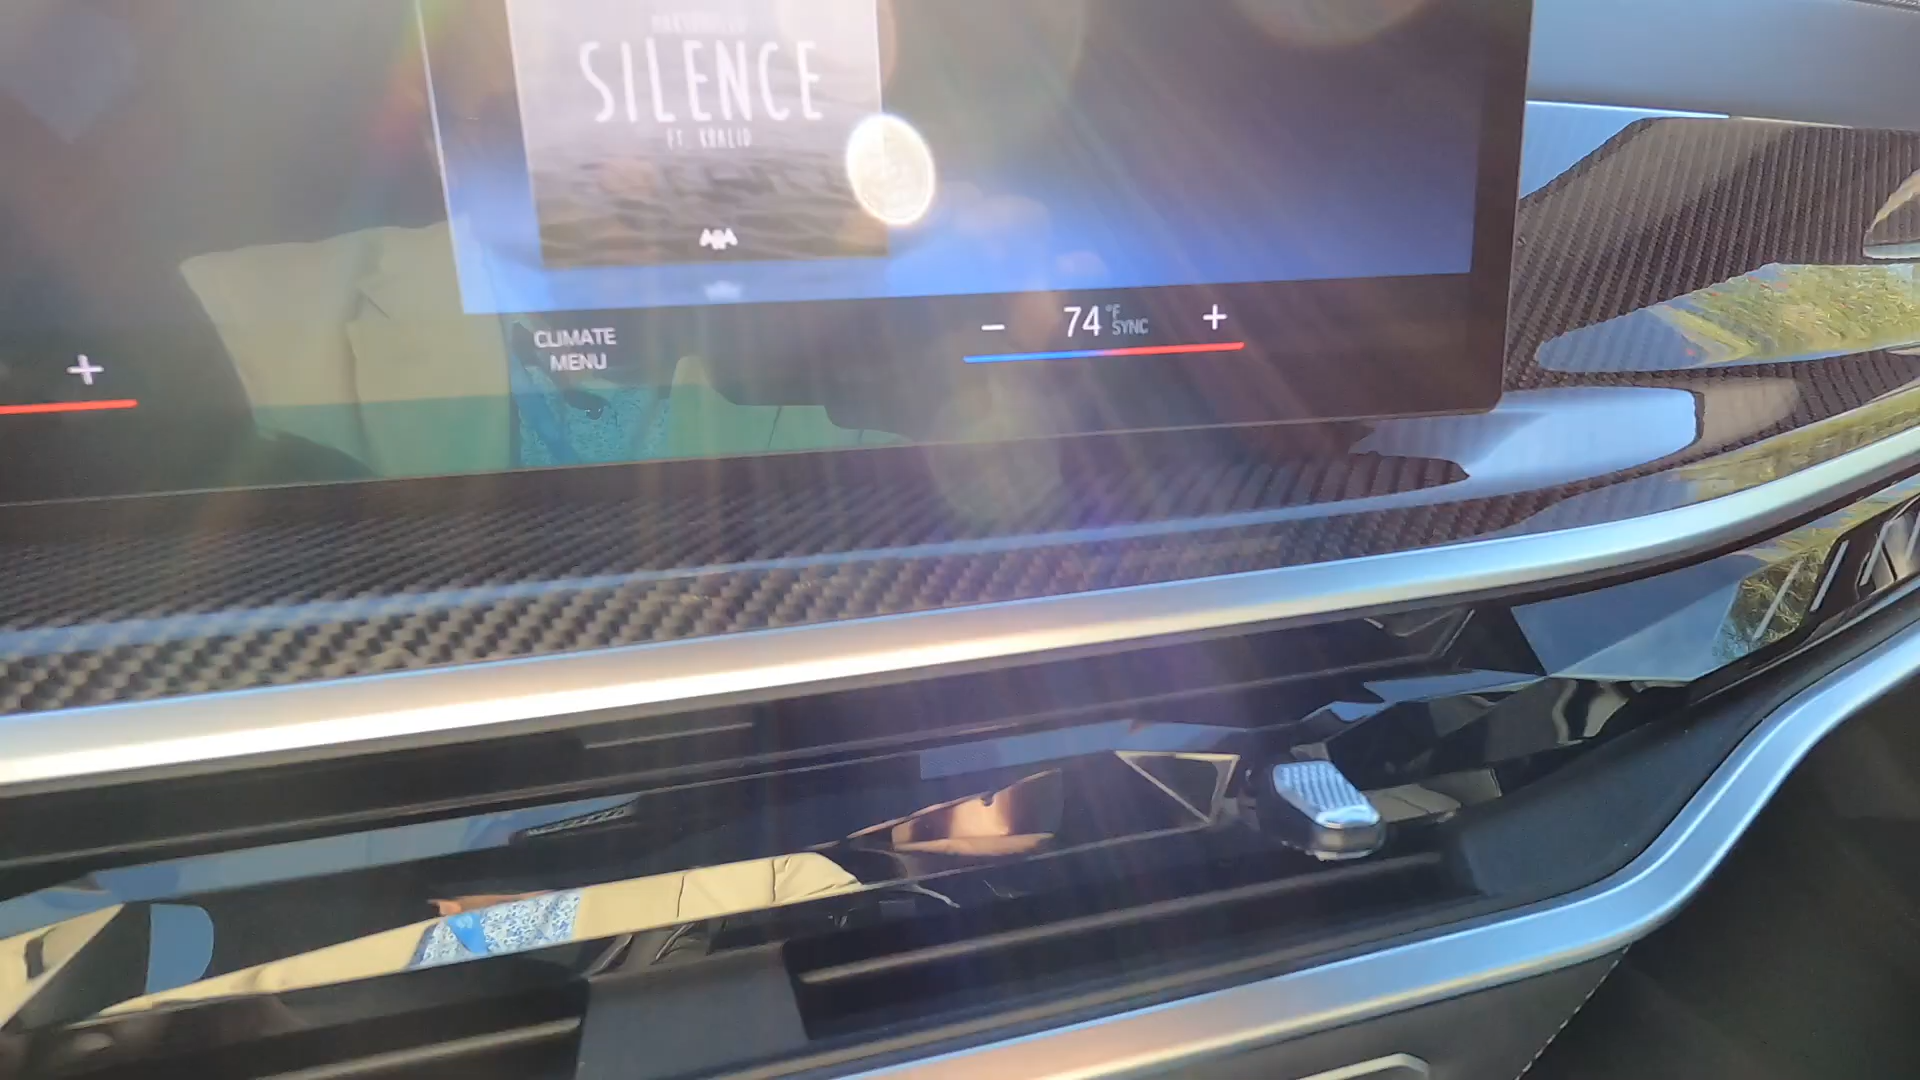 SILENCE
FT. KHALID
CLIMATE
MENU
+
− 74 °F SYNC +